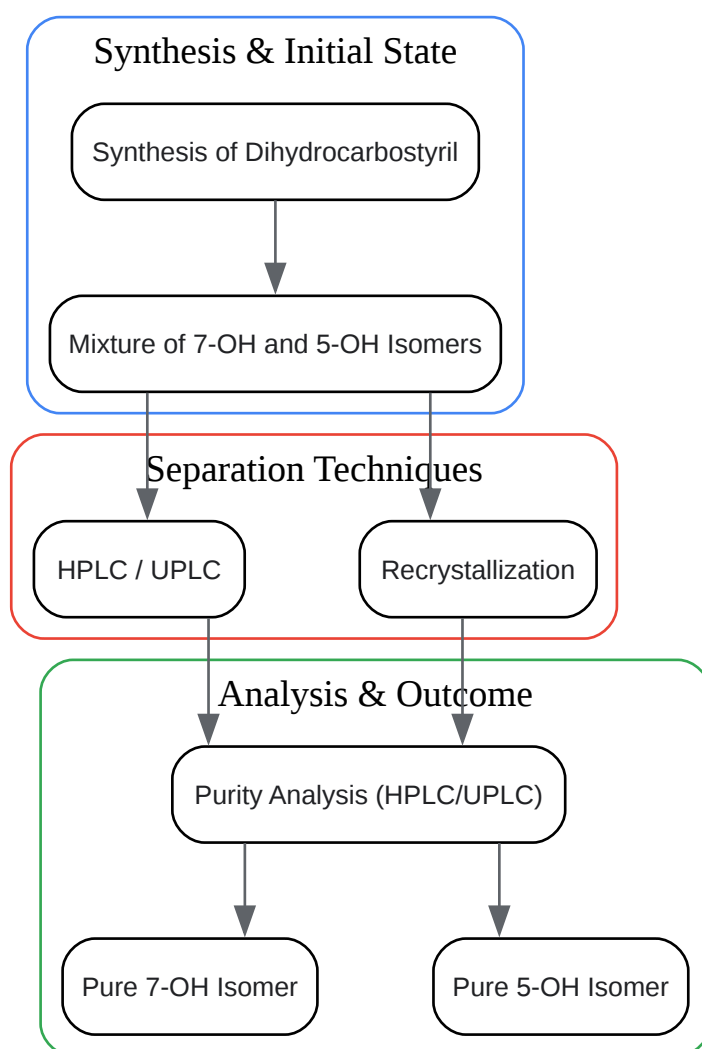 Synthesis & Initial State
Synthesis of Dihydrocarbostyril
Mixture of 7-OH and 5-OH Isomers
Separation Techniques
HPLC / UPLC
Recrystallization
Analysis & Outcome
Purity Analysis (HPLC/UPLC)
Pure 7-OH Isomer
Pure 5-OH Isomer